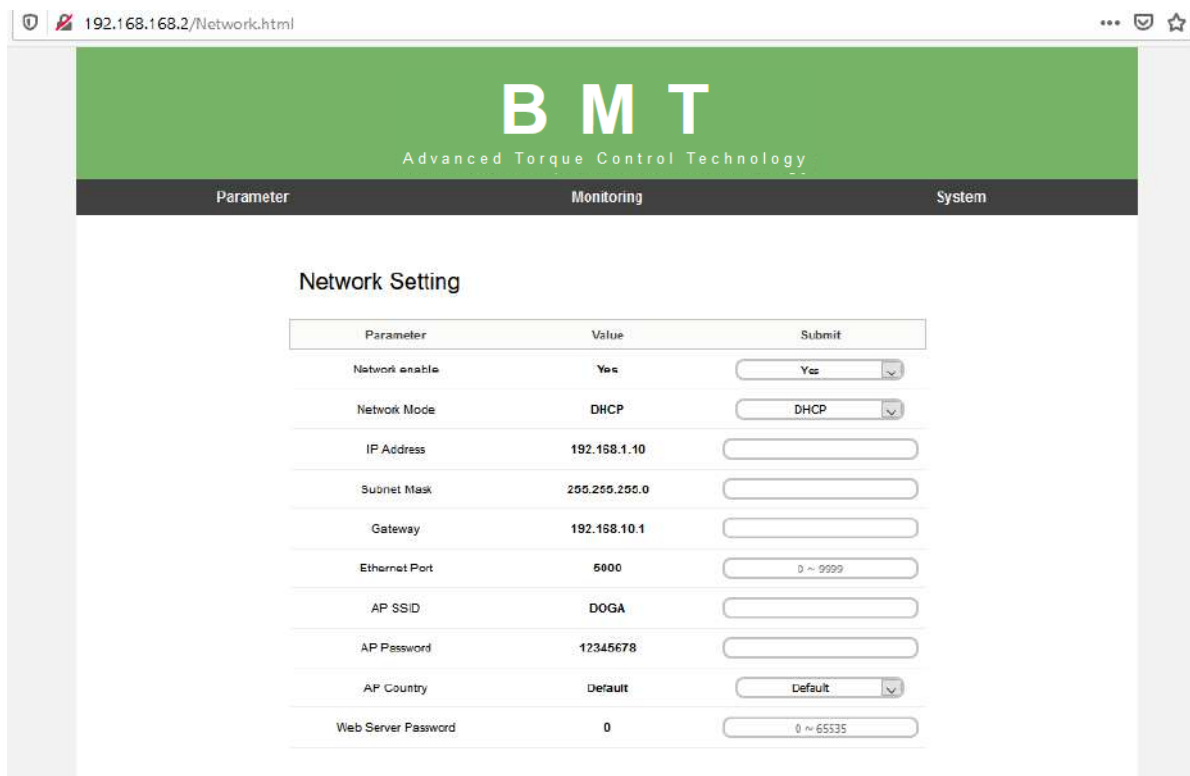 192.168.168.2/Network.html
B M T
Advanced Torque Control Technology
Parameter Monitoring System
Network Setting
Parameter Value Submit
Network enable Yes Yes
Network Mode DHCP DHCP
IP Address 192.168.1.10
Subnet Mask 255.255.255.0
Gateway 192.168.10.1
Ethernet Port 5000 0 ~ 9999
AP SSID DOGA
AP Password 12345678
AP Country Default Default
Web Server Password 0 0 ~ 65535